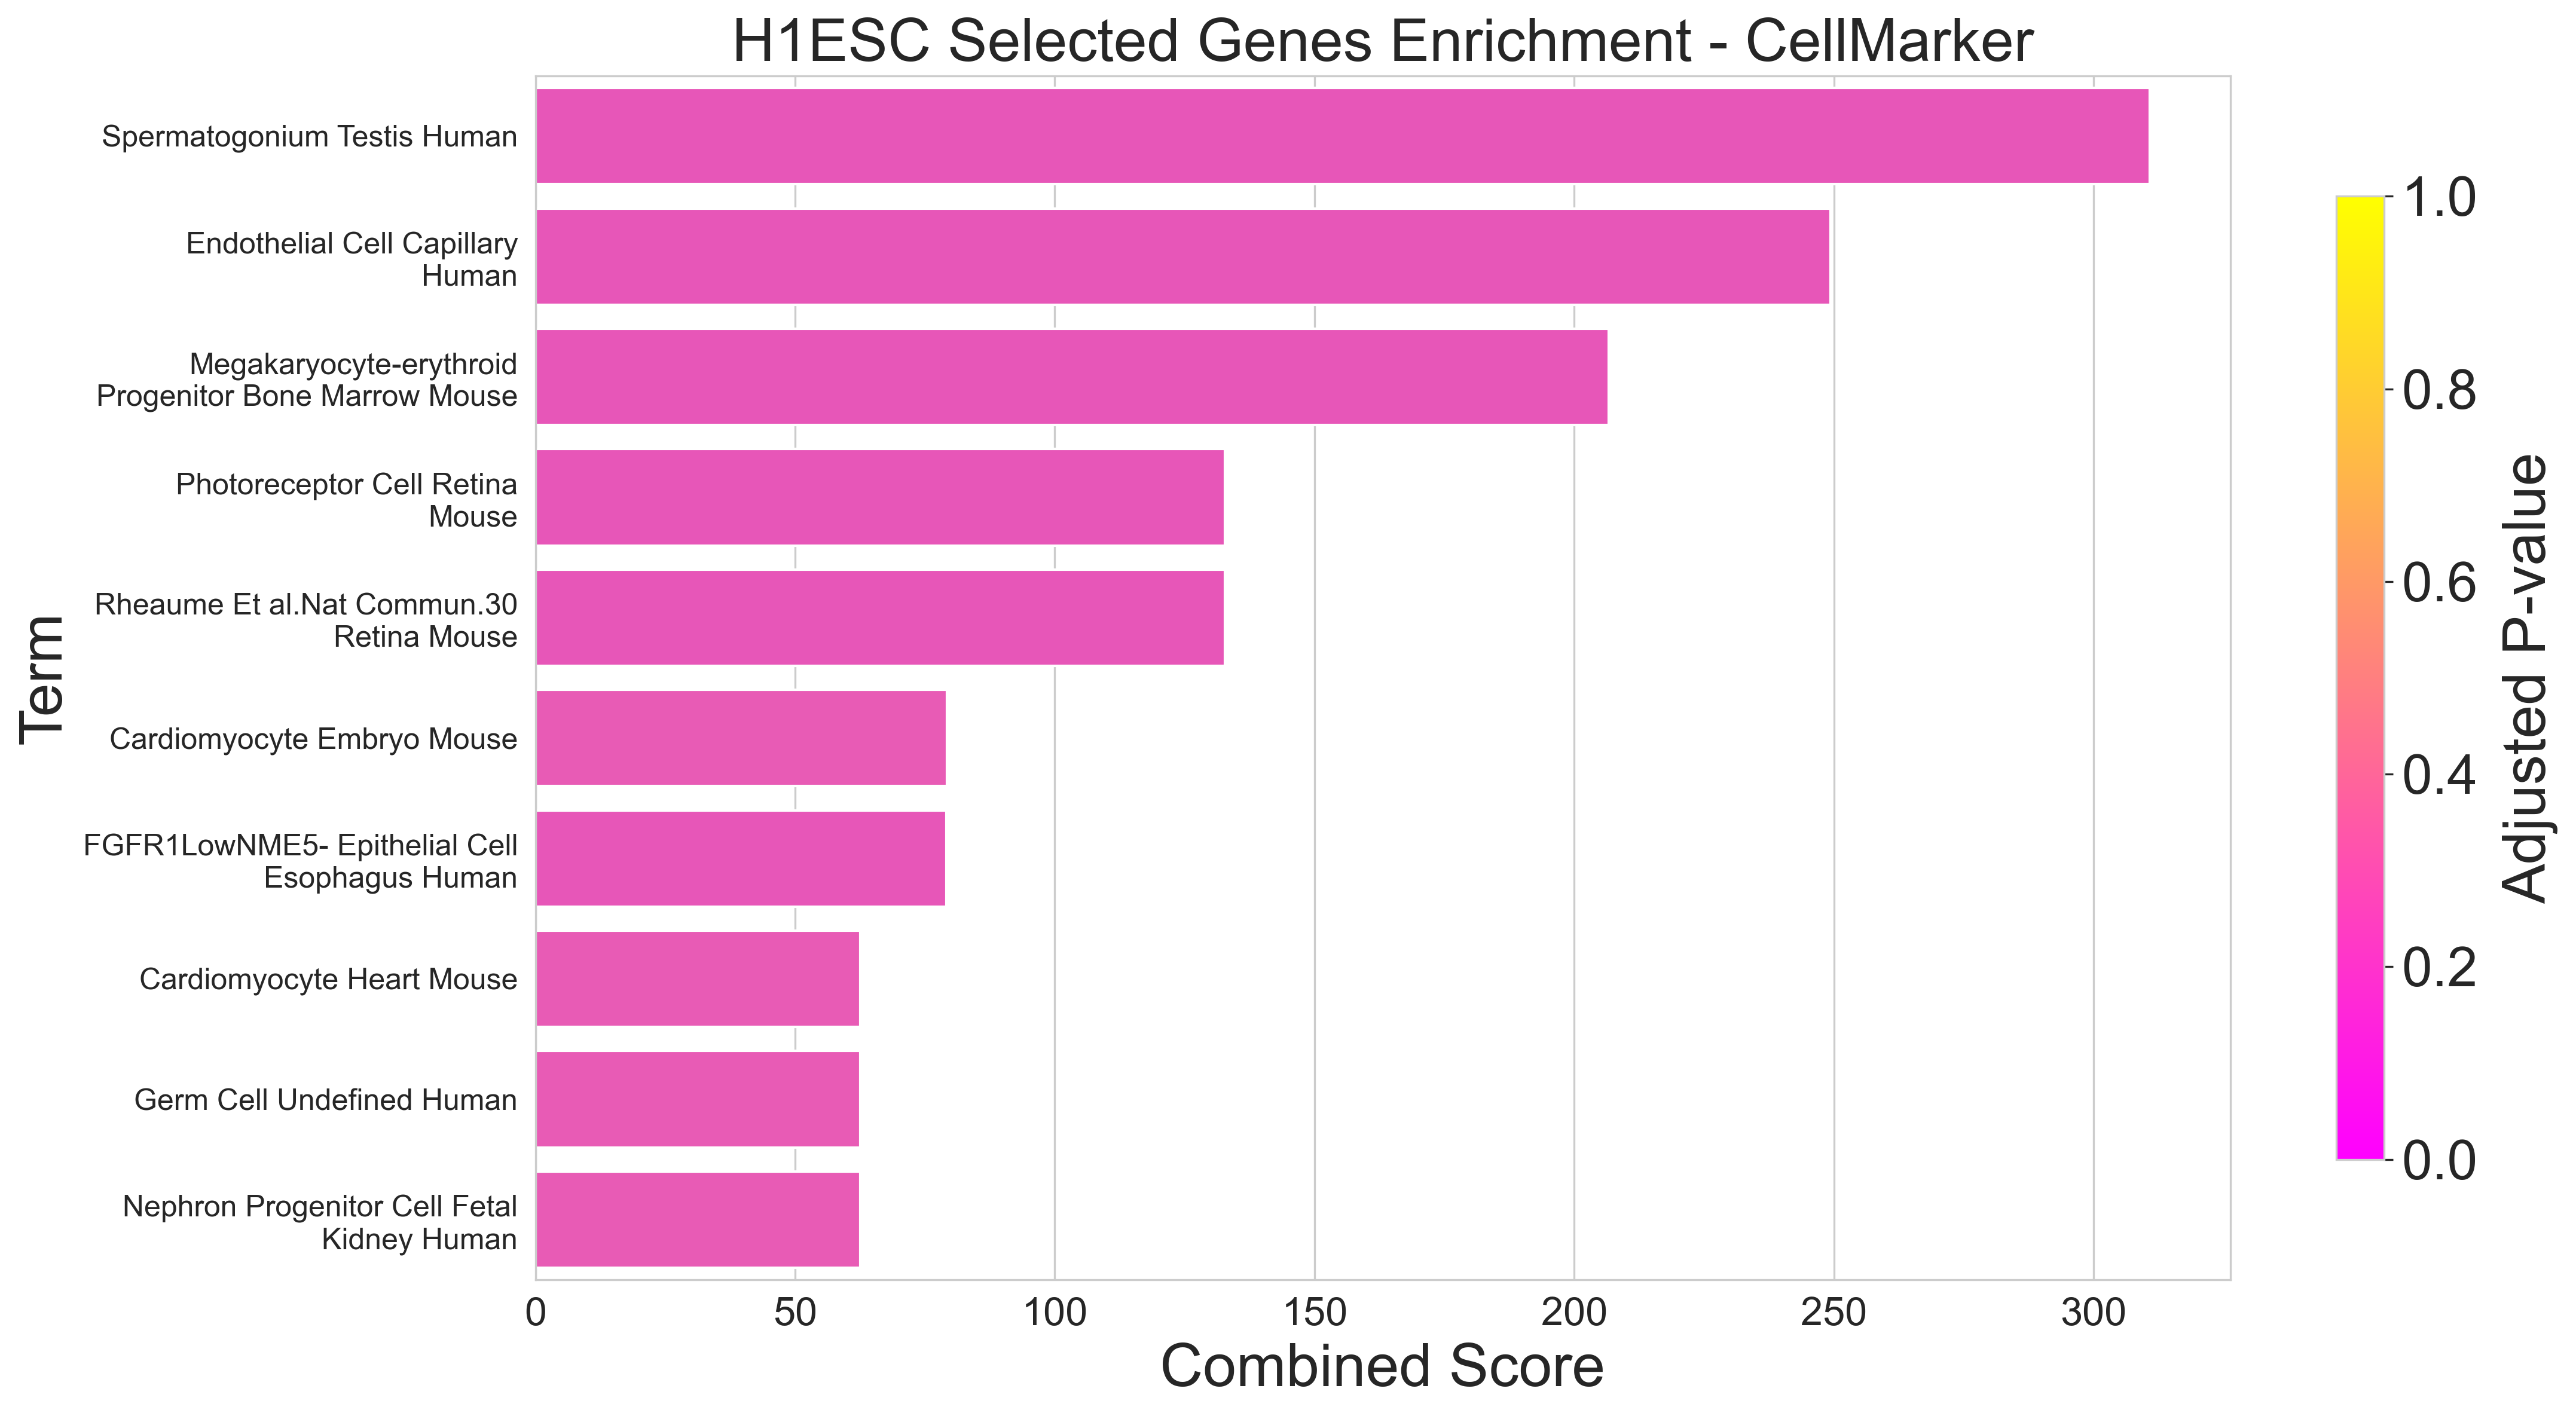 H1ESC Selected Genes Enrichment - CellMarker
Term
Spermatogonium Testis Human
Endothelial Cell Capillary
Human
Megakaryocyte-erythroid
Progenitor Bone Marrow Mouse
Photoreceptor Cell Retina
Mouse
Rheaume Et al.Nat Commun.30
Retina Mouse
Cardiomyocyte Embryo Mouse
FGFR1LowNME5- Epithelial Cell
Esophagus Human
Cardiomyocyte Heart Mouse
Germ Cell Undefined Human
Nephron Progenitor Cell Fetal
Kidney Human
0 50 100 150 200 250 300
Combined Score
1.0
0.8
0.6
0.4
0.2
0.0
Adjusted P-value